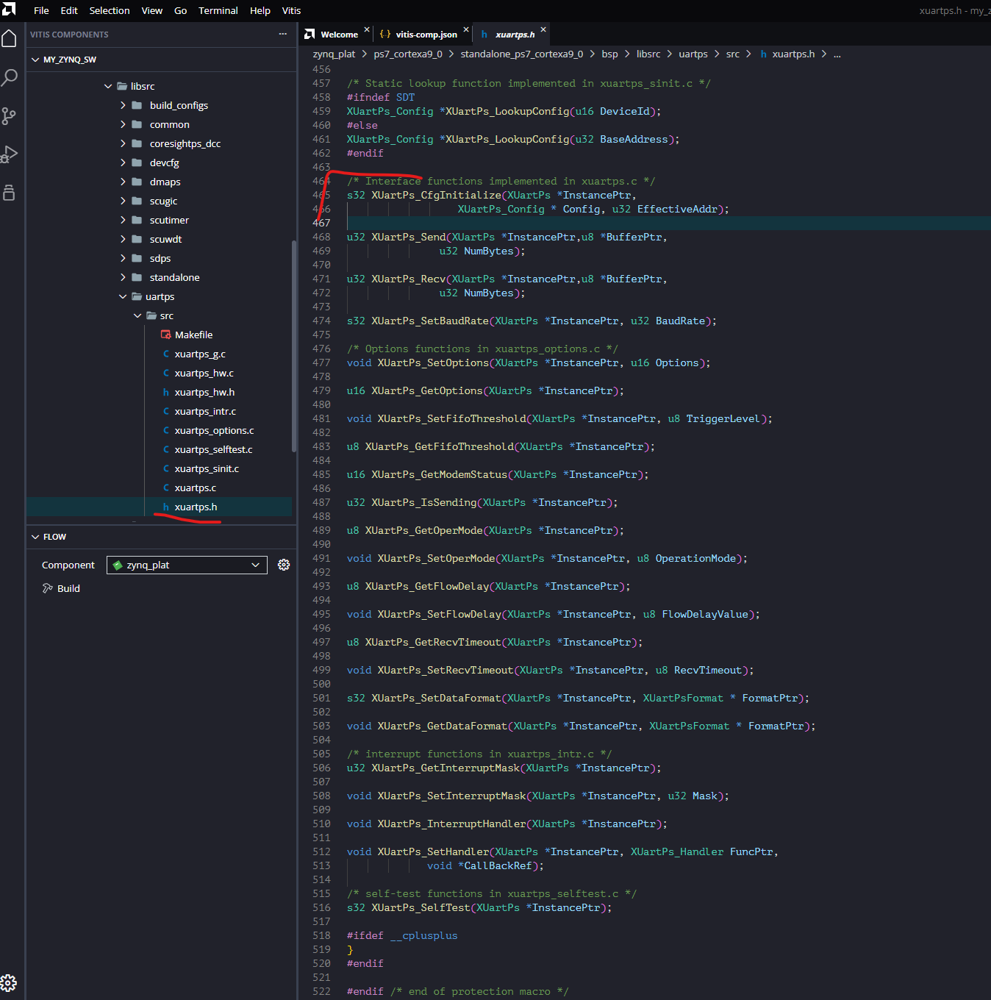 File Edit Selection View Go Terminal Help Vitis
xuartps.h - my_z
VITIS COMPONENTS
MY_ZYNQ_SW
libsrc
build_configs
common
coresightps_dcc
devcfg
dmaps
scugic
scutimer
scuwdt
sdps
standalone
uartps
src
Makefile
xuartps_g.c
xuartps_hw.c
xuartps_hw.h
xuartps_intr.c
xuartps_options.c
xuartps_selftest.c
xuartps_sinit.c
xuartps.c
xuartps.h
FLOW
Component zynq_plat
Build
Welcome {} vitis-comp.json h xuartps.h
zynq_plat > ps7_cortexa9_0 > standalone_ps7_cortexa9_0 > bsp > libsrc > uartps > src > h xuartps.h > ...
456
457 /* Static lookup function implemented in xuartps_sinit.c */
458 #ifndef SDT
459 XUartPs_Config *XUartPs_LookupConfig(u16 DeviceId);
460 #else
461 XUartPs_Config *XUartPs_LookupConfig(u32 BaseAddress);
462 #endif
463
464 /* Interface functions implemented in xuartps.c */
465 s32 XUartPs_CfgInitialize(XUartPs *InstancePtr,
466 XUartPs_Config * Config, u32 EffectiveAddr);
467
468 u32 XUartPs_Send(XUartPs *InstancePtr,u8 *BufferPtr,
469 u32 NumBytes);
470
471 u32 XUartPs_Recv(XUartPs *InstancePtr,u8 *BufferPtr,
472 u32 NumBytes);
473
474 s32 XUartPs_SetBaudRate(XUartPs *InstancePtr, u32 BaudRate);
475
476 /* Options functions in xuartps_options.c */
477 void XUartPs_SetOptions(XUartPs *InstancePtr, u16 Options);
478
479 u16 XUartPs_GetOptions(XUartPs *InstancePtr);
480
481 void XUartPs_SetFifoThreshold(XUartPs *InstancePtr, u8 TriggerLevel);
482
483 u8 XUartPs_GetFifoThreshold(XUartPs *InstancePtr);
484
485 u16 XUartPs_GetModemStatus(XUartPs *InstancePtr);
486
487 u32 XUartPs_IsSending(XUartPs *InstancePtr);
488
489 u8 XUartPs_GetOperMode(XUartPs *InstancePtr);
490
491 void XUartPs_SetOperMode(XUartPs *InstancePtr, u8 OperationMode);
492
493 u8 XUartPs_GetFlowDelay(XUartPs *InstancePtr);
494
495 void XUartPs_SetFlowDelay(XUartPs *InstancePtr, u8 FlowDelayValue);
496
497 u8 XUartPs_GetRecvTimeout(XUartPs *InstancePtr);
498
499 void XUartPs_SetRecvTimeout(XUartPs *InstancePtr, u8 RecvTimeout);
500
501 s32 XUartPs_SetDataFormat(XUartPs *InstancePtr, XUartPsFormat * FormatPtr);
502
503 void XUartPs_GetDataFormat(XUartPs *InstancePtr, XUartPsFormat * FormatPtr);
504
505 /* interrupt functions in xuartps_intr.c */
506 u32 XUartPs_GetInterruptMask(XUartPs *InstancePtr);
507
508 void XUartPs_SetInterruptMask(XUartPs *InstancePtr, u32 Mask);
509
510 void XUartPs_InterruptHandler(XUartPs *InstancePtr);
511
512 void XUartPs_SetHandler(XUartPs *InstancePtr, XUartPs_Handler FuncPtr,
513 void *CallBackRef);
514
515 /* self-test functions in xuartps_selftest.c */
516 s32 XUartPs_SelfTest(XUartPs *InstancePtr);
517
518 #ifdef __cplusplus
519 }
520 #endif
521
522 #endif /* end of protection macro */